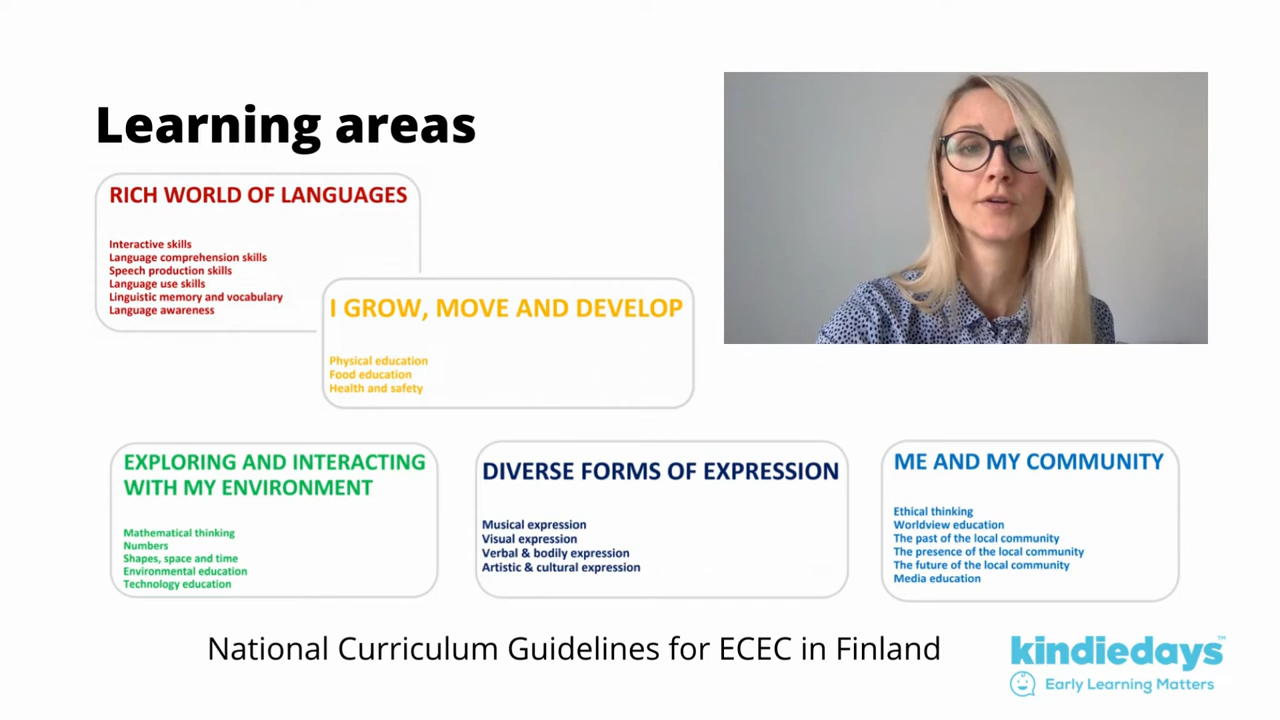 Learning areas
RICH WORLD OF LANGUAGES
Interactive skills
Language comprehension skills
Speech production skills
Language use skills
Linguistic memory and vocabulary
Language awareness
I GROW, MOVE AND DEVELOP
Physical education
Food education
Health and safety
EXPLORING AND INTERACTING
WITH MY ENVIRONMENT
Mathematical thinking
Numbers
Shapes, space and time
Environmental education
Technology education
DIVERSE FORMS OF EXPRESSION
Musical expression
Visual expression
Verbal & bodily expression
Artistic & cultural expression
ME AND MY COMMUNITY
Ethical thinking
Worldview education
The past of the local community
The presence of the local community
The future of the local community
Media education
National Curriculum Guidelines for ECEC in Finland
kindiedays™
Early Learning Matters